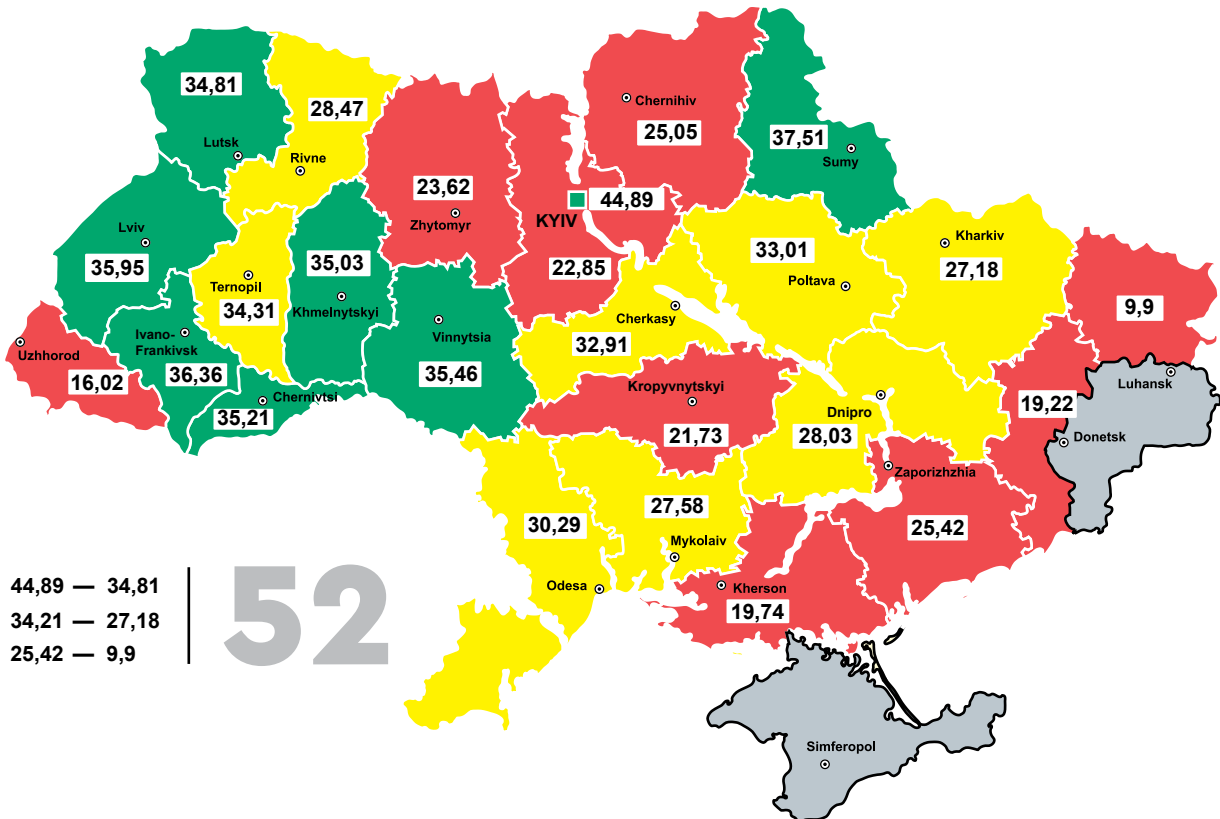 34,81
Lutsk
28,47
Rivne
Chernihiv
25,05
37,51
Sumy
23,62
Zhytomyr
44,89
KYIV
22,85
Lviv
35,95
Ternopil
34,31
35,03
Khmelnytskyi
33,01
Poltava
Kharkiv
27,18
9,9
Uzhhorod
16,02
Ivano-
Frankivsk
36,36
Chernivtsi
35,21
Vinnytsia
35,46
Cherkasy
32,91
Kropyvnytskyi
21,73
Dnipro
28,03
19,22
Luhansk
Donetsk
Zaporizhzhia
25,42
30,29
Odesa
27,58
Mykolaiv
Kherson
19,74
Simferopol
44,89 — 34,81
34,21 — 27,18
25,42 — 9,9
52